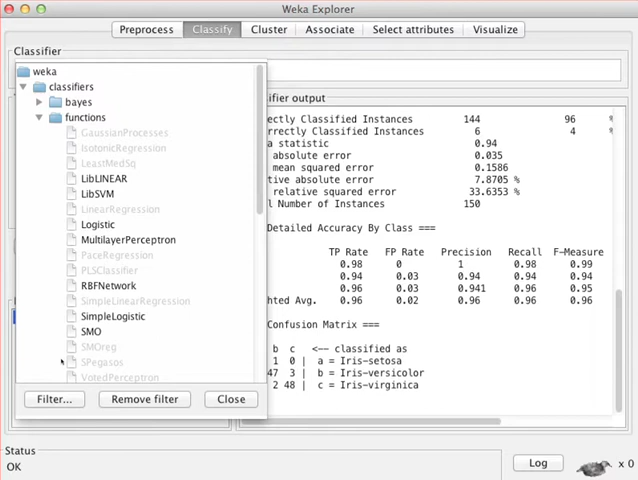 Weka Explorer
Preprocess Classify Cluster Associate Select attributes Visualize
Classifier
weka
classifiers
bayes
functions
GaussianProcesses
IsotonicRegression
LeastMedSq
LibLINEAR
LibSVM
LinearRegression
Logistic
MultilayerPerceptron
PaceRegression
PLSClassifier
RBFNetwork
SimpleLinearRegression
SimpleLogistic
SMO
SMOreg
SPegasos
VotedPerceptron
Filter... Remove filter Close
ifier output
ectly Classified Instances 144 96 %
rrectly Classified Instances 6 4 %
a statistic 0.94
absolute error 0.035
mean squared error 0.1586
tive absolute error 7.8705 %
relative squared error 33.6353 %
l Number of Instances 150
Detailed Accuracy By Class ===
TP Rate FP Rate Precision Recall F-Measure
0.98 0 1 0.98 0.99
0.94 0.03 0.94 0.94 0.94
0.96 0.03 0.941 0.96 0.95
hted Avg. 0.96 0.02 0.96 0.96 0.96
Confusion Matrix ===
b c <-- classified as
1 0 | a = Iris-setosa
47 3 | b = Iris-versicolor
2 48 | c = Iris-virginica
Status
OK
Log
x 0